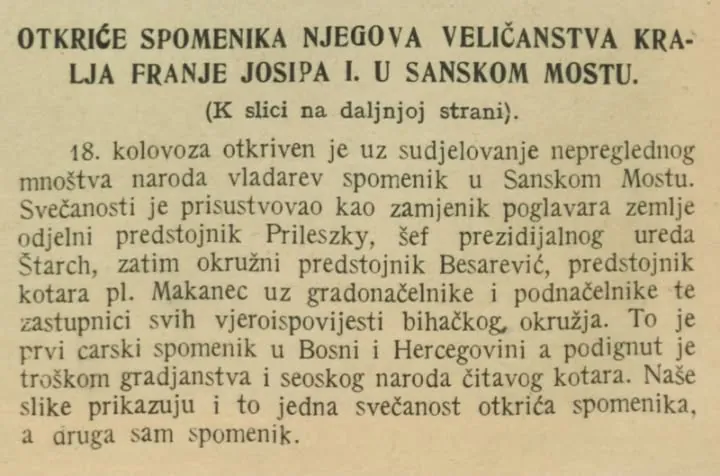 OTKRIĆE SPOMENIKA NJEGOVA VELIČANSTVA KRA-
LJA FRANJE JOSIPA I. U SANSKOM MOSTU.
(K slici na daljnjoj strani).
18. kolovoza otkriven je uz sudjelovanje nepreglednog
mnoštva naroda vladarev spomenik u Sanskom Mostu.
Svečanosti je prisustvovao kao zamjenik poglavara zemlje
odjelni predstojnik Prileszky, šef prezidijalnog ureda
Štarch, zatim okružni predstojnik Besarević, predstojnik
kotara pl. Makanec uz gradonačelnike i podnačelnike te
zastupnici svih vjeroispovijesti bihačkog okružja. To je
prvi carski spomenik u Bosni i Hercegovini a podignut je
troškom gradjanstva i seoskog naroda čitavog kotara. Naše
slike prikazuju i to jedna svečanost otkrića spomenika,
a druga sam spomenik.